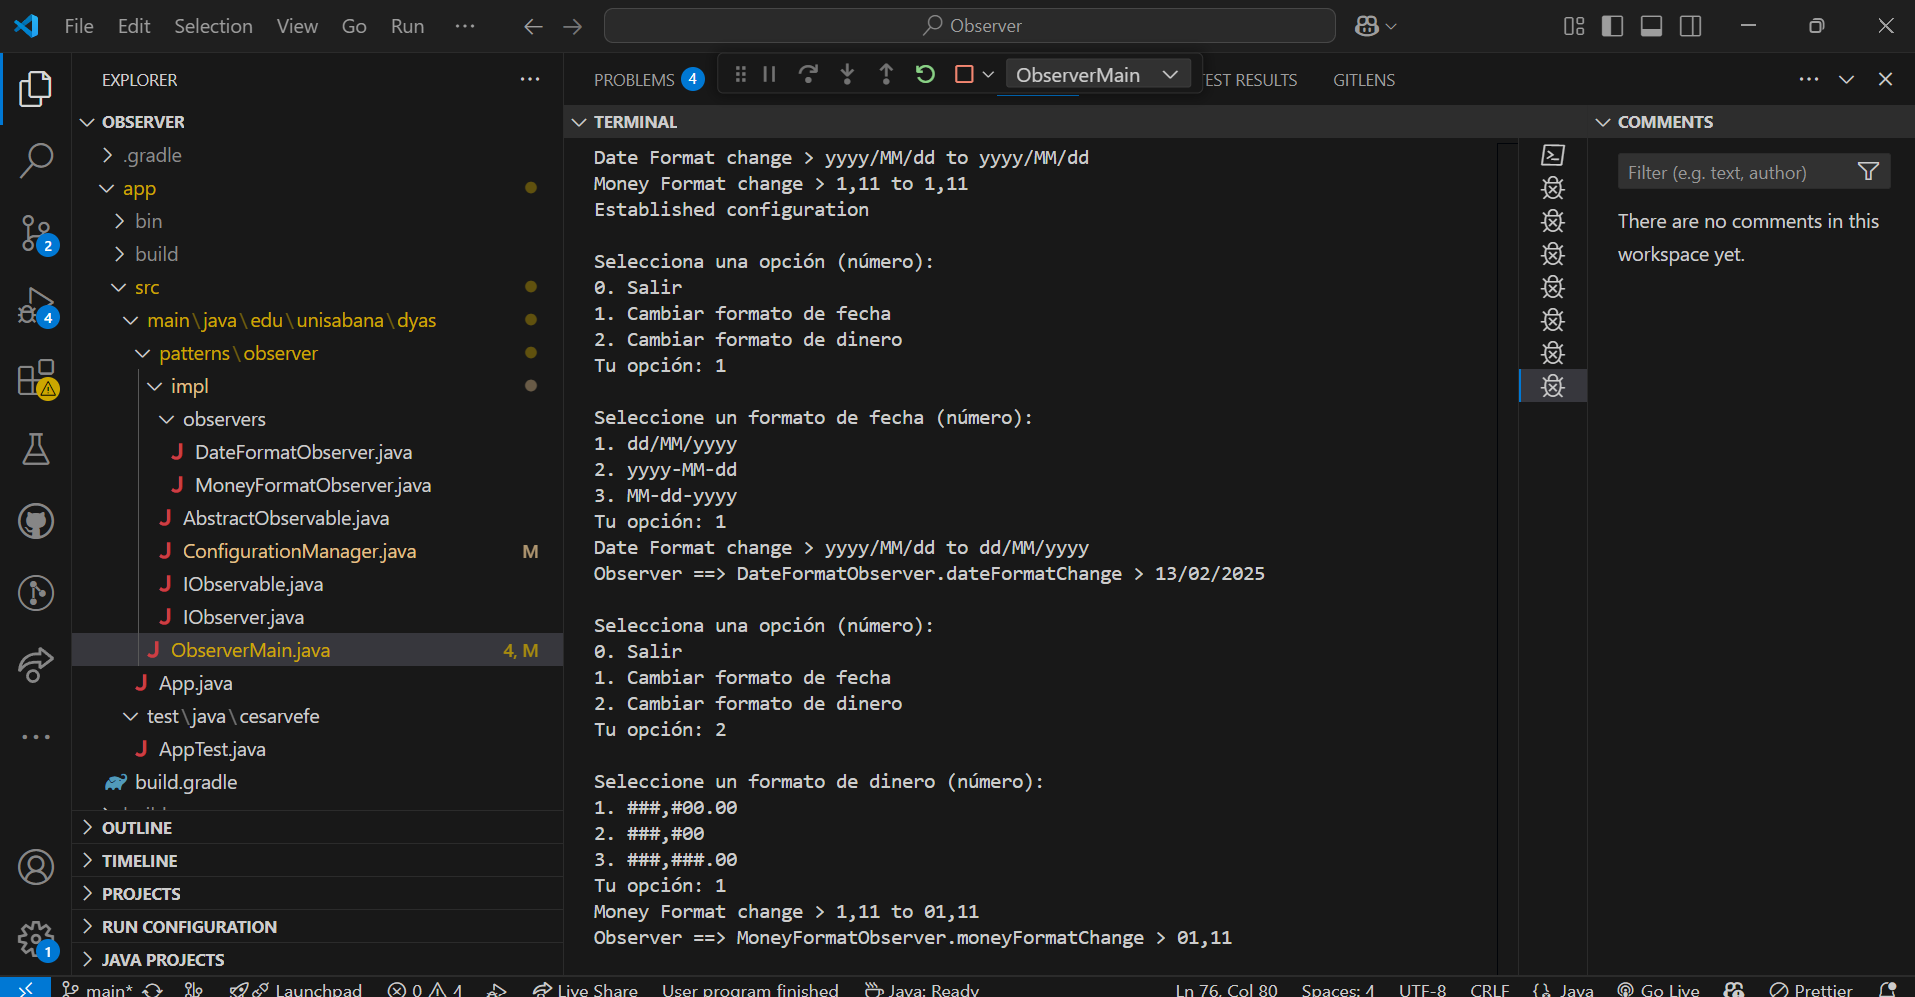 File Edit Selection View Go Run ··· Observer
EXPLORER ···
OBSERVER
.gradle
app
bin
build
src
main\java\edu\unisabana\dyas
patterns\observer
impl
observers
J DateFormatObserver.java
J MoneyFormatObserver.java
J AbstractObservable.java
J ConfigurationManager.java M
J IObservable.java
J IObserver.java
J ObserverMain.java 4, M
J App.java
test\java\cesarvefe
J AppTest.java
build.gradle
OUTLINE
TIMELINE
PROJECTS
RUN CONFIGURATION
JAVA PROJECTS
2
4
1
PROBLEMS 4 ObserverMain EST RESULTS GITLENS
TERMINAL
Date Format change > yyyy/MM/dd to yyyy/MM/dd
Money Format change > 1,11 to 1,11
Established configuration
Selecciona una opción (número):
0. Salir
1. Cambiar formato de fecha
2. Cambiar formato de dinero
Tu opción: 1
Seleccione un formato de fecha (número):
1. dd/MM/yyyy
2. yyyy-MM-dd
3. MM-dd-yyyy
Tu opción: 1
Date Format change > yyyy/MM/dd to dd/MM/yyyy
Observer ==> DateFormatObserver.dateFormatChange > 13/02/2025
Selecciona una opción (número):
0. Salir
1. Cambiar formato de fecha
2. Cambiar formato de dinero
Tu opción: 2
Seleccione un formato de dinero (número):
1. ###,#00.00
2. ###,#00
3. ###,###.00
Tu opción: 1
Money Format change > 1,11 to 01,11
Observer ==> MoneyFormatObserver.moneyFormatChange > 01,11
COMMENTS
Filter (e.g. text, author)
There are no comments in this
workspace yet.
main* Launchpad 0 4 Live Share User program finished Java: Ready Ln 76, Col 80 Spaces: 4 UTF-8 CRLF {} Java Go Live Prettier